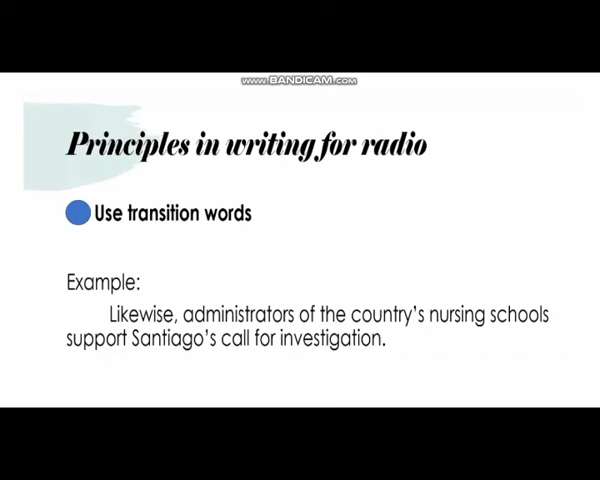 www.BANDICAM.com
Principles in writing for radio
Use transition words
Example:
Likewise, administrators of the country's nursing schools
support Santiago's call for investigation.